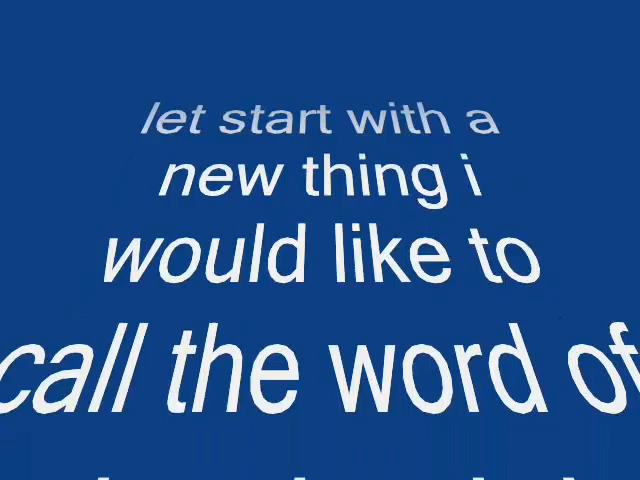 let start with a
new thing i
would like to
call the word of